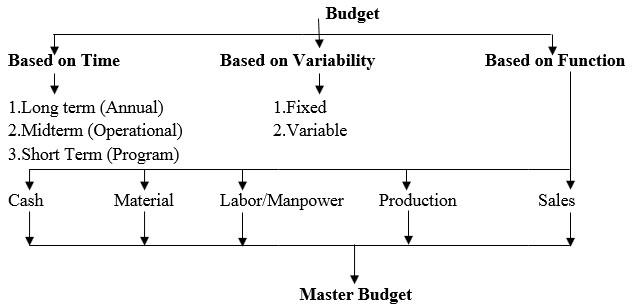 Budget
Based on Time Based on Variability Based on Function
1.Long term (Annual) 1.Fixed
2.Midterm (Operational) 2.Variable
3.Short Term (Program)
Cash Material Labor/Manpower Production Sales
Master Budget